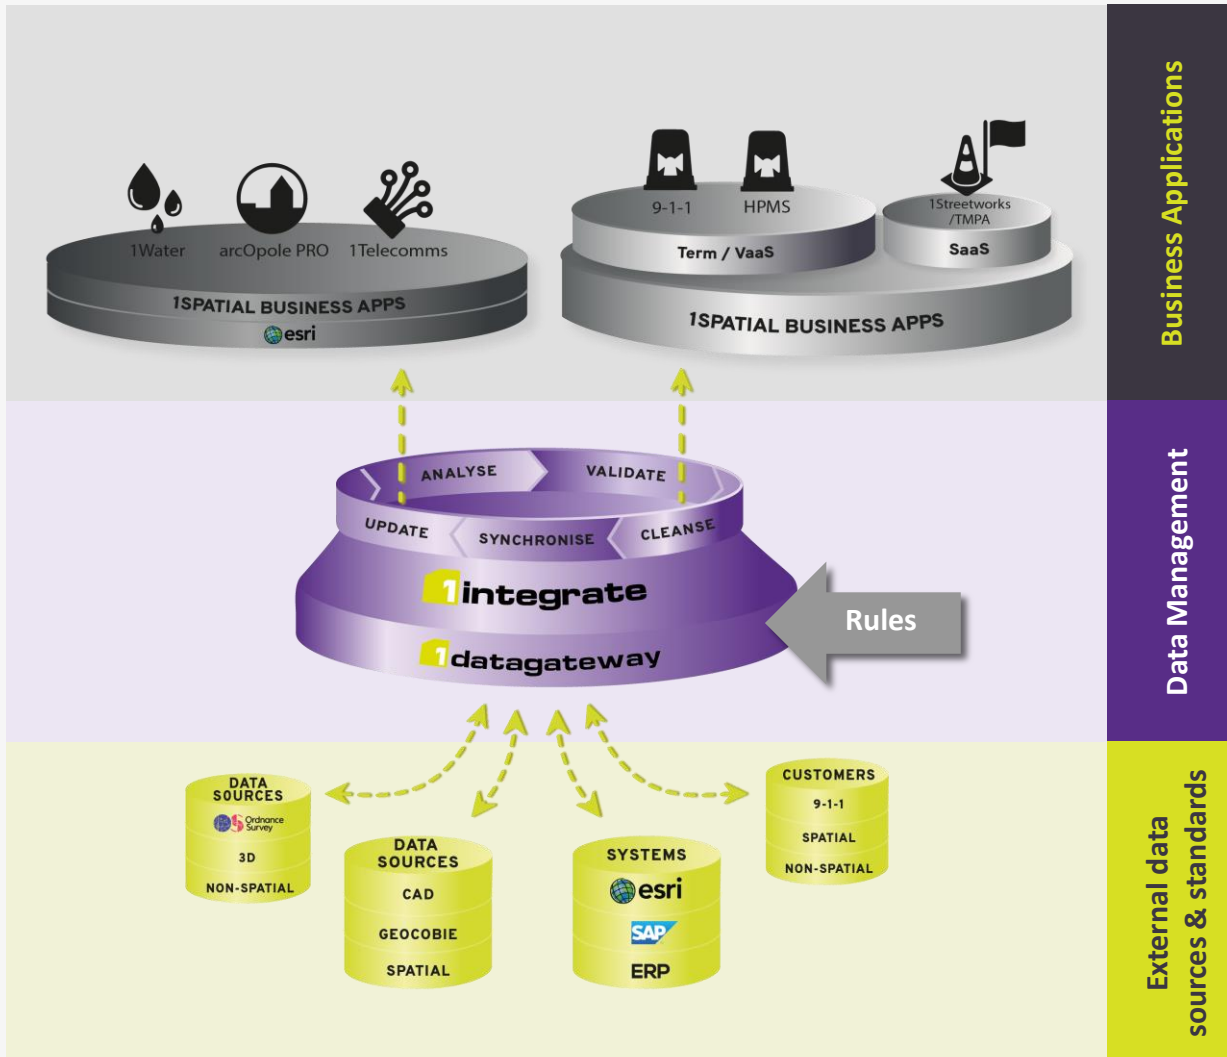 Business Applications
9-1-1
HPMS
1Streetworks
/TMPA
1Water
arcOpole PRO
1Telecomms
Term / VaaS
SaaS
1SPATIAL BUSINESS APPS
esri
1SPATIAL BUSINESS APPS
Data Management
ANALYSE
VALIDATE
UPDATE
SYNCHRONISE
CLEANSE
1integrate
Rules
1datagateway
External data
sources & standards
DATA
SOURCES
OS Ordnance
Survey
3D
NON-SPATIAL
DATA
SOURCES
CAD
GEOCOBIE
SPATIAL
SYSTEMS
esri
SAP
ERP
CUSTOMERS
9-1-1
SPATIAL
NON-SPATIAL